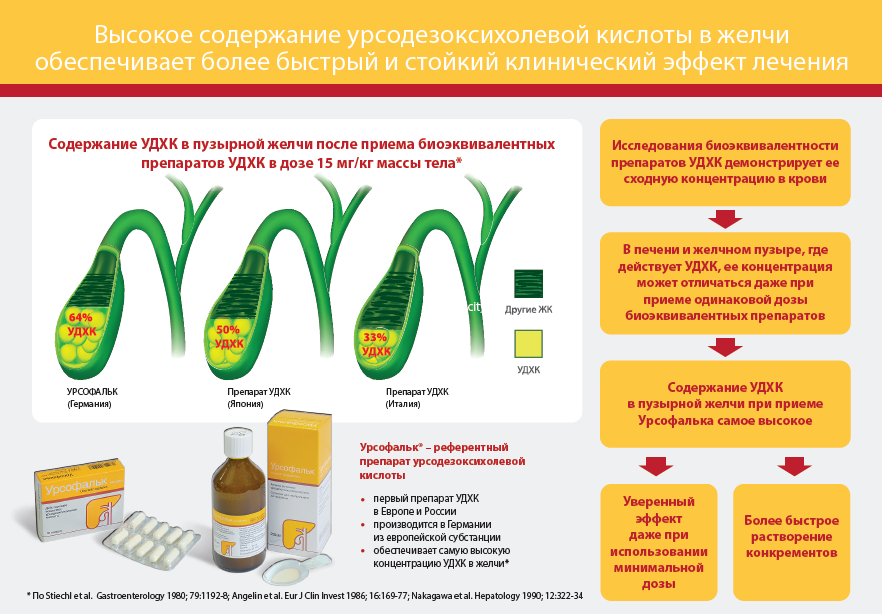 Высокое содержание урсодезоксихолевой кислоты в желчи
обеспечивает более быстрый и стойкий клинический эффект лечения
Содержание УДХК в пузырной желчи после приема биоэквивалентных
препаратов УДХК в дозе 15 мг/кг массы тела*
64%
УДХК
50%
УДХК
33%
УДХК
city
Другие ЖК
УДХК
УРСОФАЛЬК
(Германия)
Препарат УДХК
(Япония)
Препарат УДХК
(Италия)
Исследования биоэквивалентности
препаратов УДХК демонстрирует ее
сходную концентрацию в крови
В печени и желчном пузыре, где
действует УДХК, ее концентрация
может отличаться даже при
приеме одинаковой дозы
биоэквивалентных препаратов
Содержание УДХК
в пузырной желчи при приеме
Урсофалька самое высокое
Уверенный
эффект
даже при
использовании
минимальной
дозы
Более быстрое
растворение
конкрементов
Урсофальк
Урсофальк
Урсофальк
Урсофальк* – референтный
препарат урсодезоксихолевой
кислоты
• первый препарат УДХК
в Европе и России
• производится в Германии
из европейской субстанции
• обеспечивает самую высокую
концентрацию УДХК в желчи*
* По Stiechl et al. Gastroenterology 1980; 79:1192-8; Angelin et al. Eur J Clin Invest 1986; 16:169-77; Nakagawa et al. Hepatology 1990; 12:322-34